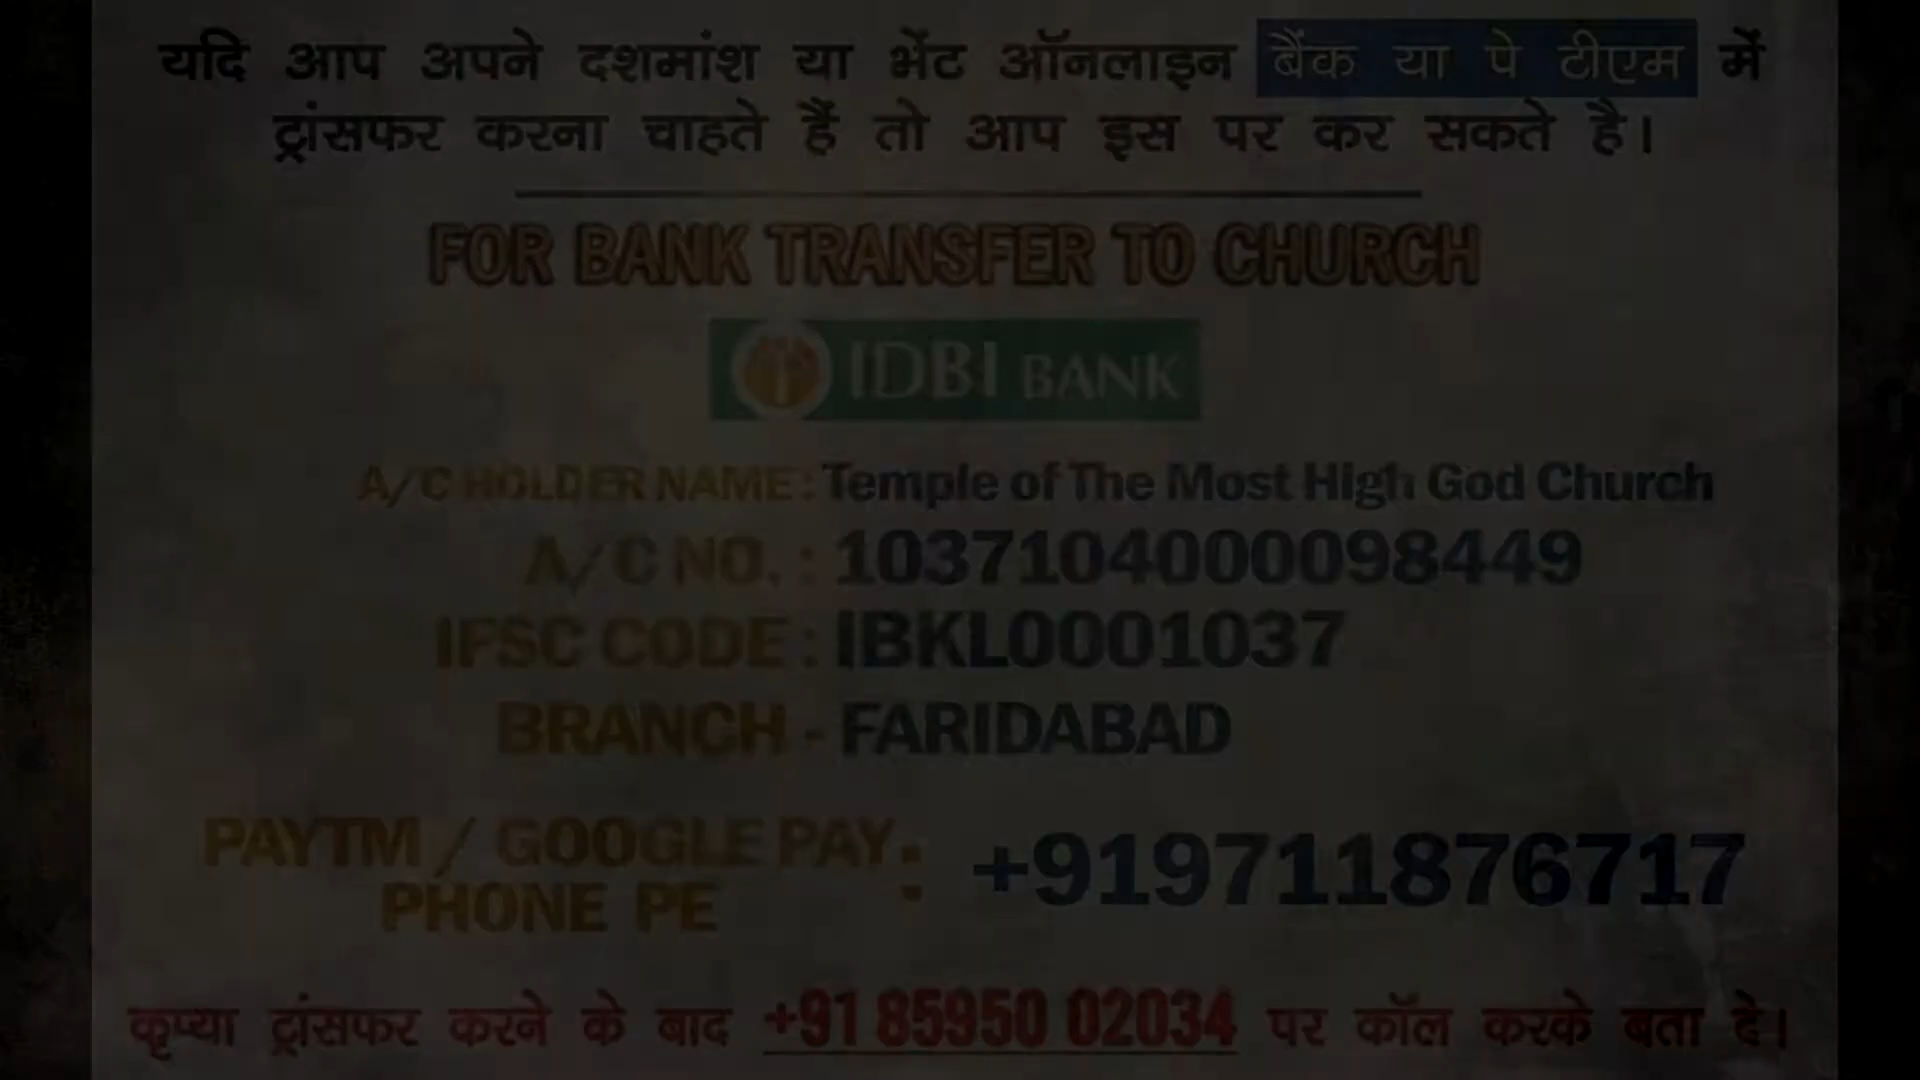 यदि आप अपने दशमांश या भेंट ऑनलाइन बैंक या पे टीएम में
ट्रांसफर करना चाहते हैं तो आप इस पर कर सकते है।
FOR BANK TRANSFER TO CHURCH
IDBI BANK
A/C HOLDER NAME : Temple of The Most High God Church
A/C NO. : 1037104000098449
IFSC CODE : IBKL0001037
BRANCH - FARIDABAD
PAYTM / GOOGLE PAY : +919711876717
PHONE PE
कृप्या ट्रांसफर करने के बाद +91 85950 02034 पर कॉल करके बता दे।